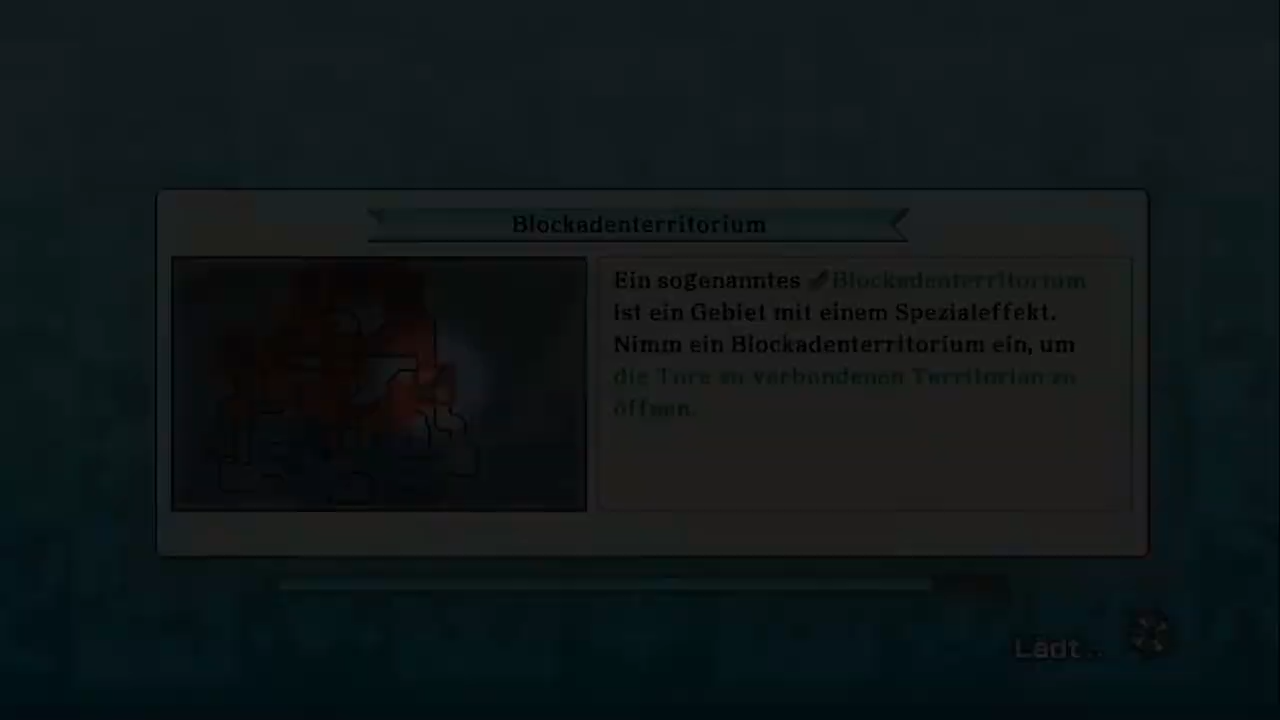 Blockadenterritorium
Ein sogenanntes Blockadenterritorium
ist ein Gebiet mit einem Spezialeffekt.
Nimm ein Blockadenterritorium ein, um
die Tore zu verbundenen Territorien zu
öffnen.
Lädt...